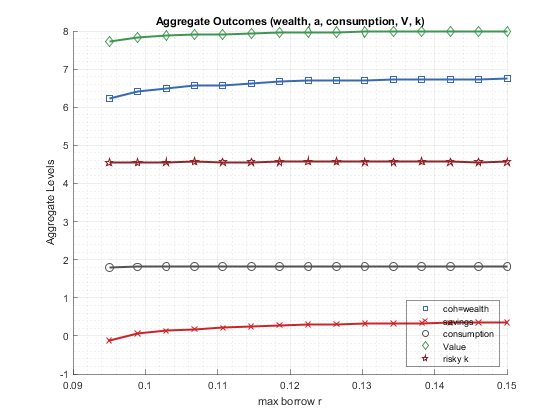 Aggregate Outcomes (wealth, a, consumption, V, k)
8
7
6
5
4
3
2
1
0
-1
Aggregate Levels
0.09
0.1
0.11
0.12
0.13
0.14
0.15
max borrow r
coh=wealth
savings
consumption
Value
risky k